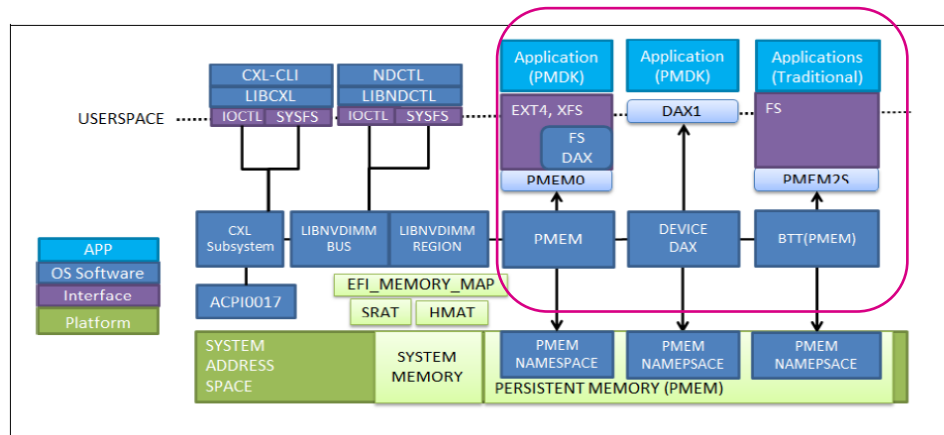 CXL-CLI
LIBCXL
IOCTL SYSFS
NDCTL
LIBNDCTL
IOCTL SYSFS
Application
(PMDK)
Application
(PMDK)
Applications
(Traditional)
USERSPACE
EXT4, XFS
FS
DAX
PMEM0
DAX1
FS
PMEM2S
CXL
Subsystem
LIBNVDIMM
BUS
LIBNVDIMM
REGION
PMEM
DEVICE
DAX
BTT(PMEM)
APP
OS Software
Interface
Platform
ACPI0017
EFI_MEMORY_MAP
SRAT
HMAT
SYSTEM
ADDRESS
SPACE
SYSTEM
MEMORY
PMEM
NAMESPACE
PMEM
NAMEPSACE
PMEM
NAMEPSACE
PERSISTENT MEMORY (PMEM)